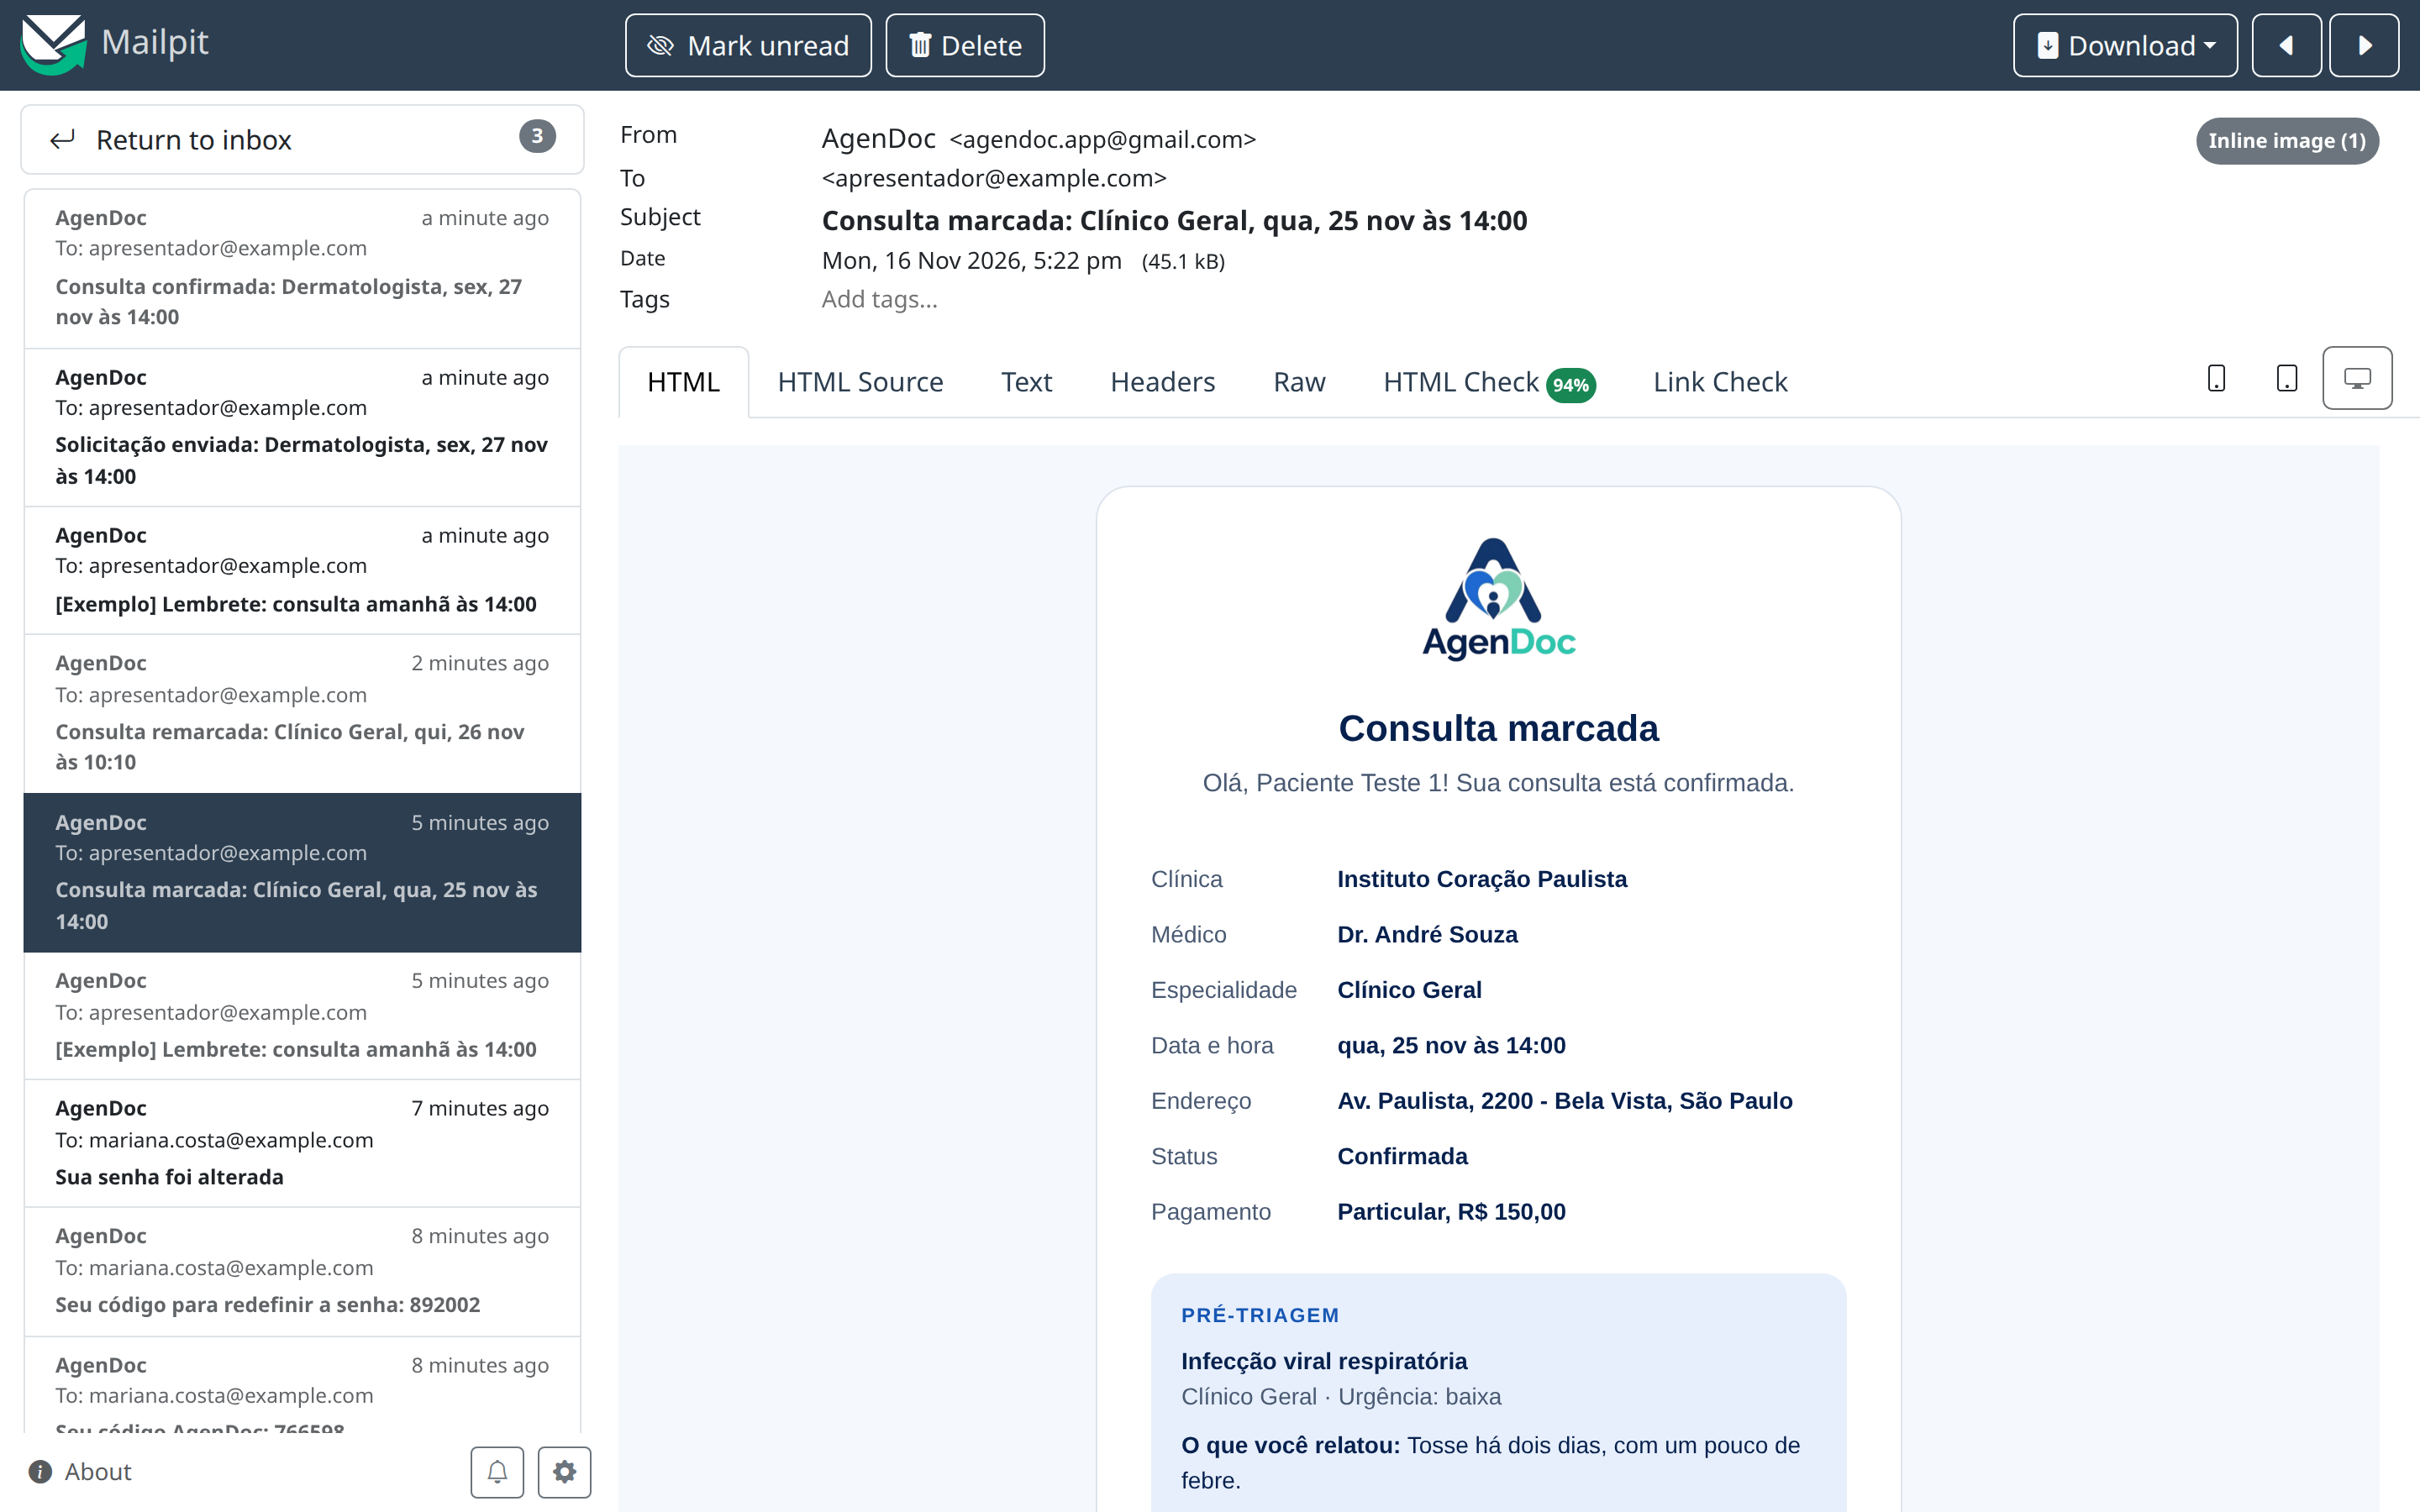 Mailpit
Mark unread
Delete
Download
Return to inbox
3
AgenDoc a minute ago
To: apresentador@example.com
Consulta confirmada: Dermatologista, sex, 27
nov às 14:00
AgenDoc a minute ago
To: apresentador@example.com
Solicitação enviada: Dermatologista, sex, 27 nov
às 14:00
AgenDoc a minute ago
To: apresentador@example.com
[Exemplo] Lembrete: consulta amanhã às 14:00
AgenDoc 2 minutes ago
To: apresentador@example.com
Consulta remarcada: Clínico Geral, qui, 26 nov
às 10:10
AgenDoc 5 minutes ago
To: apresentador@example.com
Consulta marcada: Clínico Geral, qua, 25 nov às
14:00
AgenDoc 5 minutes ago
To: apresentador@example.com
[Exemplo] Lembrete: consulta amanhã às 14:00
AgenDoc 7 minutes ago
To: mariana.costa@example.com
Sua senha foi alterada
AgenDoc 8 minutes ago
To: mariana.costa@example.com
Seu código para redefinir a senha: 892002
AgenDoc 8 minutes ago
To: mariana.costa@example.com
Seu código AgenDoc: 766598
About
From AgenDoc <agendoc.app@gmail.com>
Inline image (1)
To <apresentador@example.com>
Subject Consulta marcada: Clínico Geral, qua, 25 nov às 14:00
Date Mon, 16 Nov 2026, 5:22 pm (45.1 kB)
Tags Add tags...
HTML HTML Source Text Headers Raw HTML Check 94% Link Check
AgenDoc
Consulta marcada
Olá, Paciente Teste 1! Sua consulta está confirmada.
Clínica Instituto Coração Paulista
Médico Dr. André Souza
Especialidade Clínico Geral
Data e hora qua, 25 nov às 14:00
Endereço Av. Paulista, 2200 - Bela Vista, São Paulo
Status Confirmada
Pagamento Particular, R$ 150,00
PRÉ-TRIAGEM
Infecção viral respiratória
Clínico Geral · Urgência: baixa
O que você relatou: Tosse há dois dias, com um pouco de
febre.